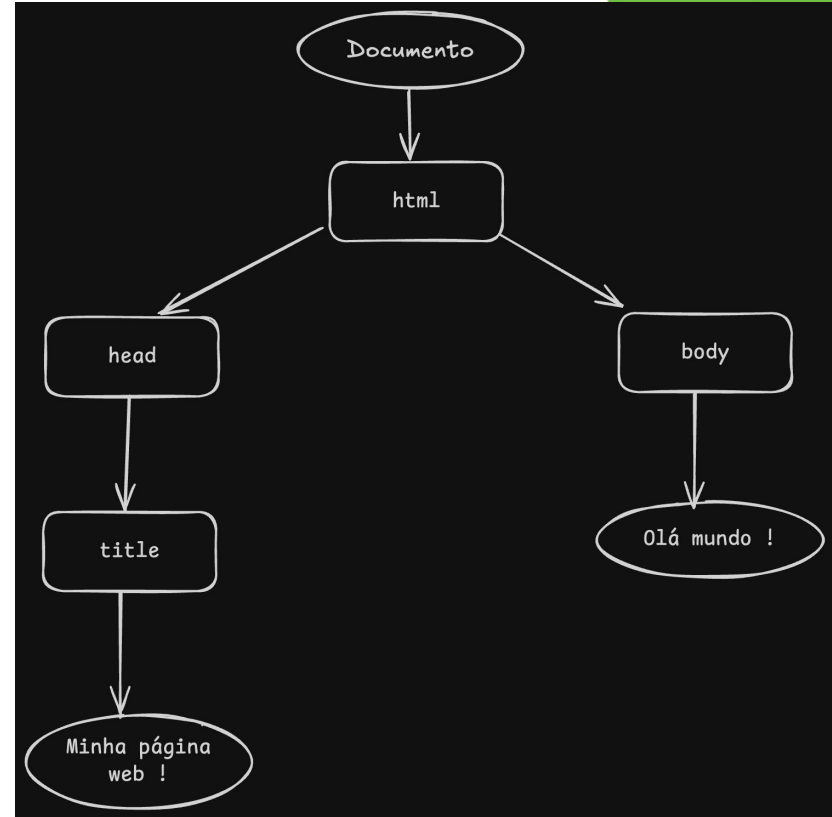 Documento
html
head
body
title
Olá mundo !
Minha página
web !